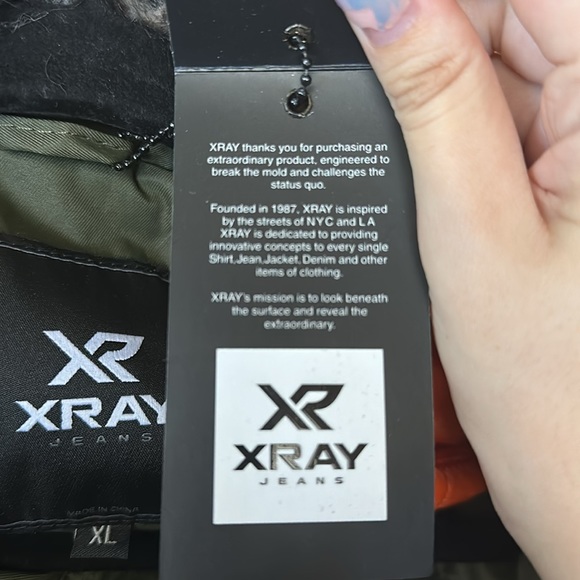 XRAY thanks you for purchasing an
extraordinary product, engineered to
break the mold and challenges the
status quo.
Founded in 1987, XRAY is inspired
by the streets of NYC and LA
XRAY is dedicated to providing
innovative concepts to every single
Shirt,Jean,Jacket,Denim and other
items of clothing.
XRAY's mission is to look beneath
the surface and reveal the
extraordinary.
XR
XRAY
JEANS
XR
XRAY
JEANS
MADE IN CHINA
XL